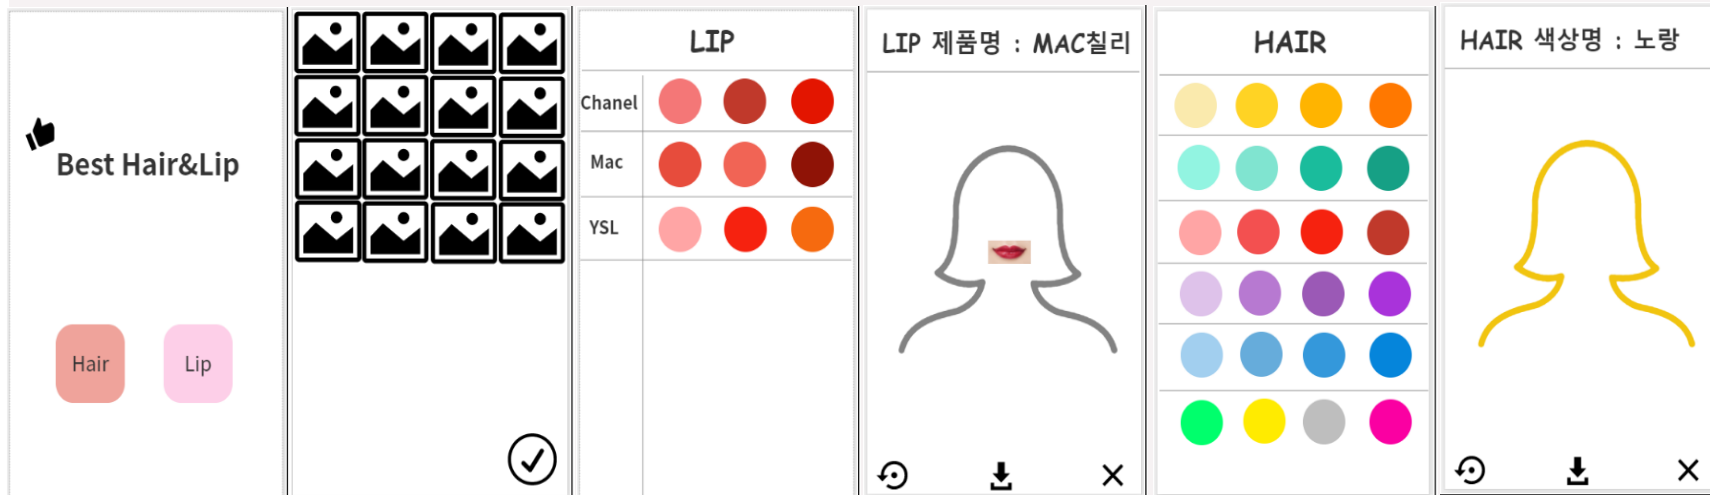 Best Hair&Lip
Hair
Lip
LIP
Chanel
Mac
YSL
LIP 제품명 : MAC칠리
HAIR
HAIR 색상명 : 노랑